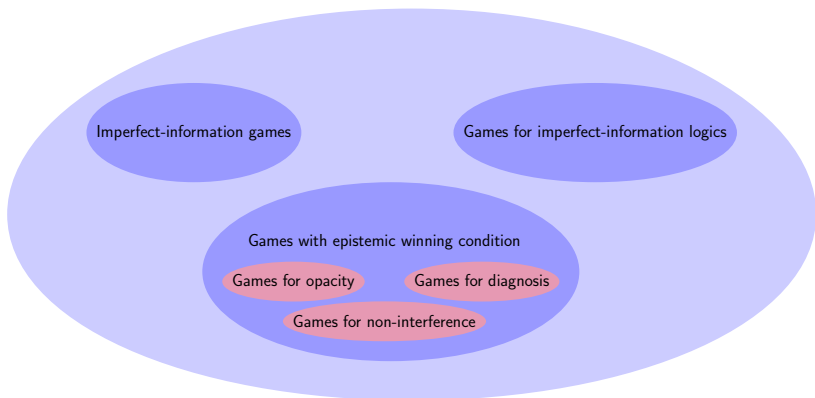 Imperfect-information games
Games for imperfect-information logics
Games with epistemic winning condition
Games for opacity
Games for diagnosis
Games for non-interference